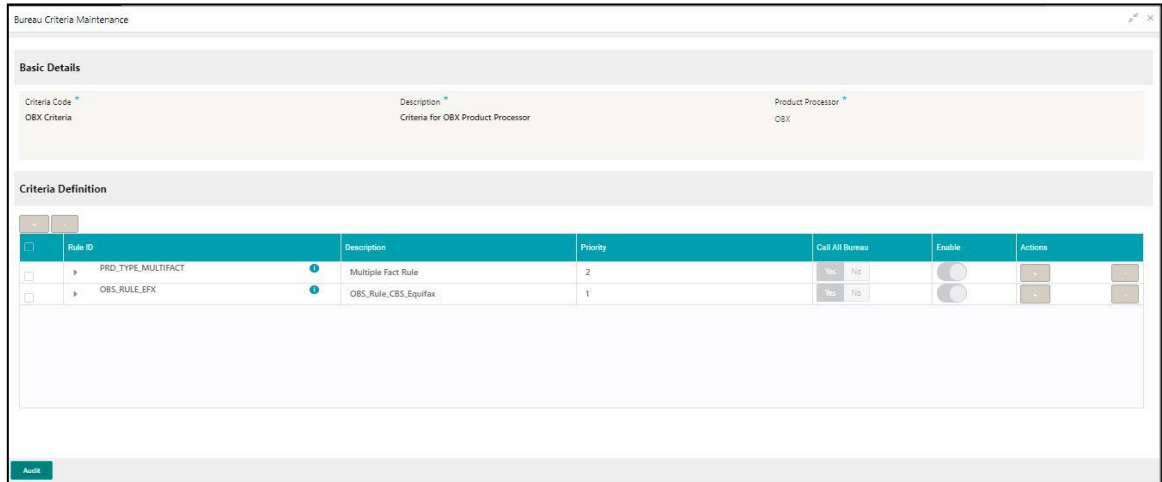 Bureau Criteria Maintenance
Basic Details
Criteria Code * Description * Product Processor *
OBX Criteria Criteria for OBX Product Processor OBX
Criteria Definition
+ -
Rule ID Description Priority Call All Bureau Enable Actions
PRD_TYPE_MULTIFACT Multiple Fact Rule 2 Yes No + -
OBS_RULE_EFX OBS_Rule_CBS_Equifax 1 Yes No + -
Audit